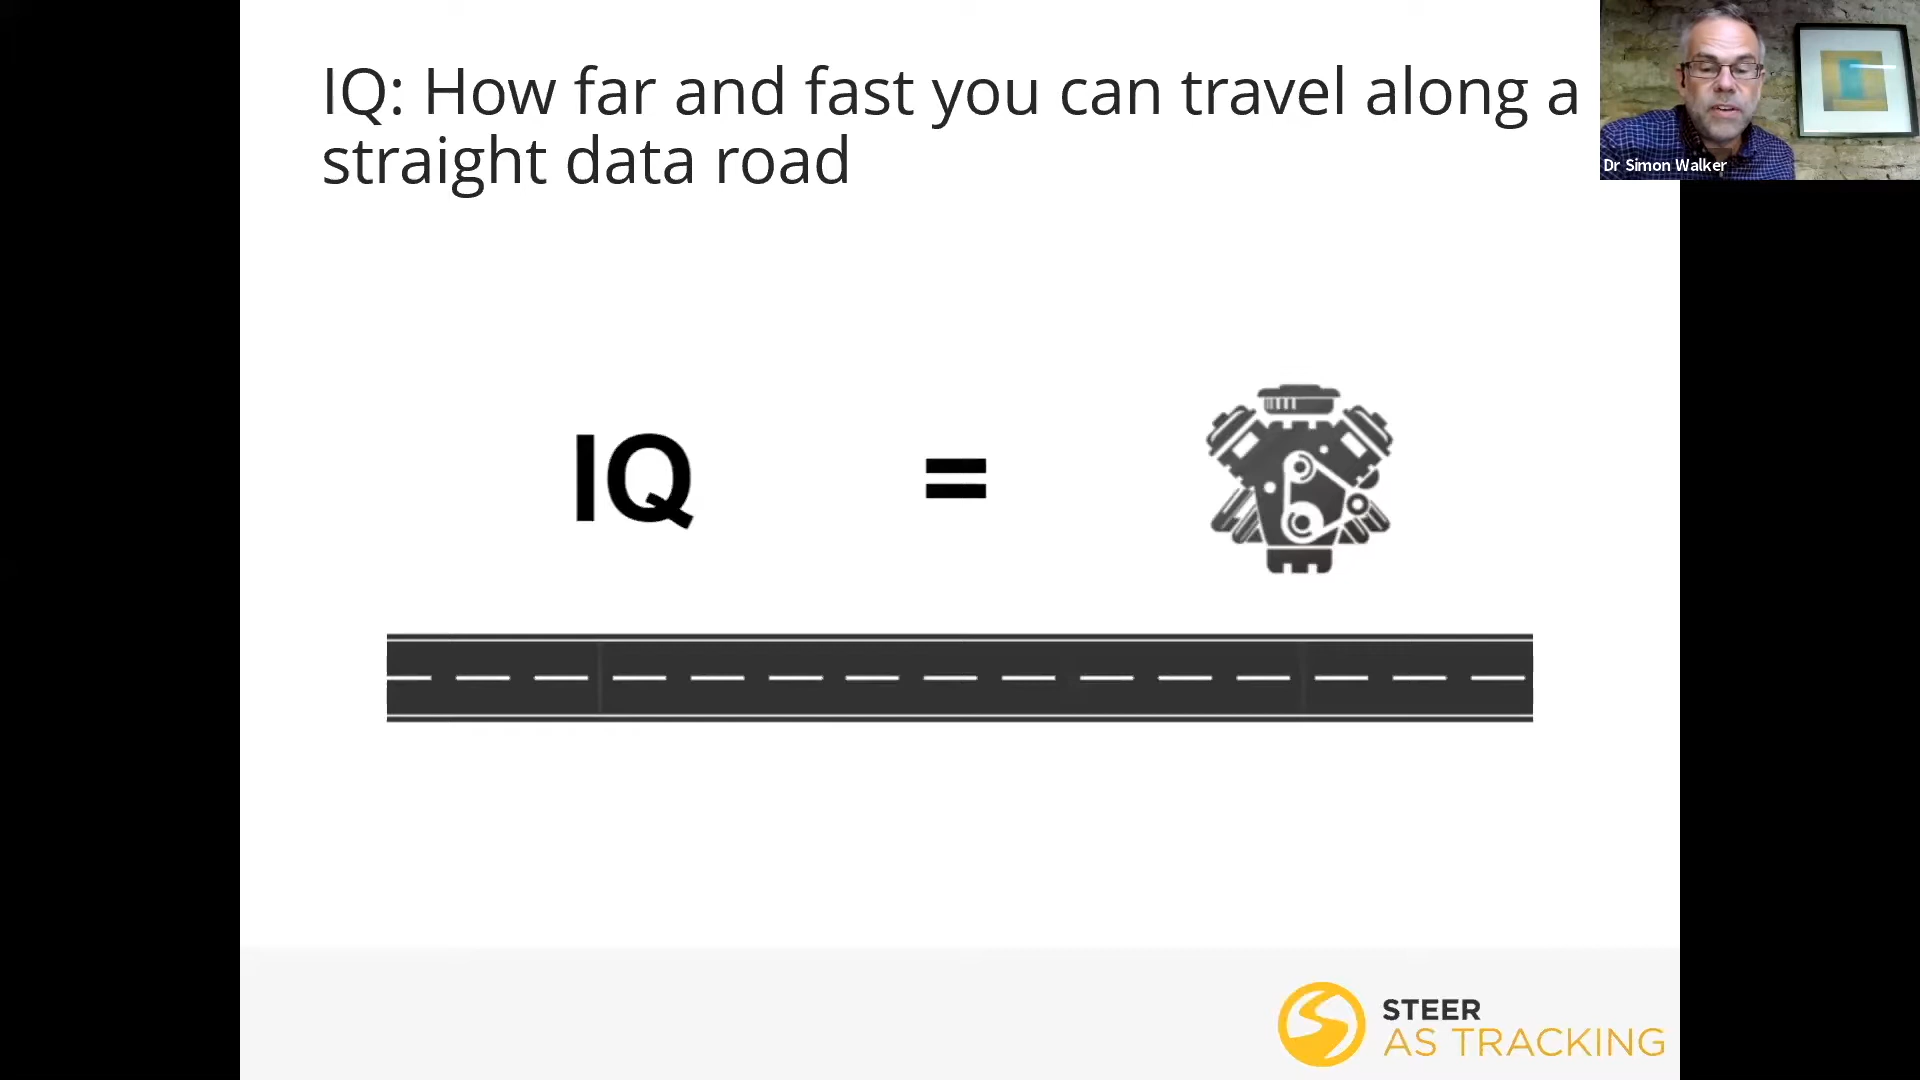 IQ: How far and fast you can travel along a
straight data road
Dr Simon Walker
IQ
=
STEER
AS TRACKING